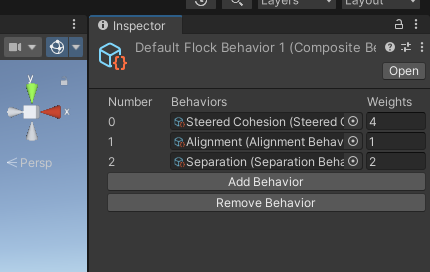 Layers
Layout
Inspector
Default Flock Behavior 1 (Composite Be
Open
Number Behaviors Weights
0 Steered Cohesion (Steered C 4
1 Alignment (Alignment Behav 1
2 Separation (Separation Beha 2
Add Behavior
Remove Behavior
y
x
Persp